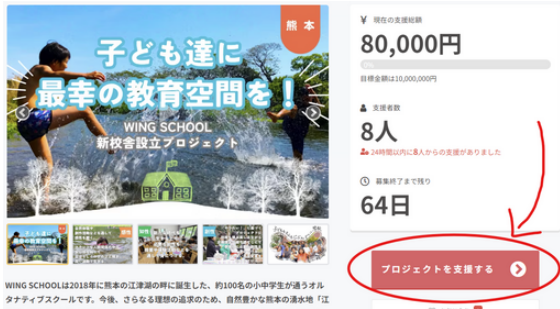 熊本
子ども達に
最幸の教育空間を！
WING SCHOOL
新校舎設立プロジェクト
WING SCHOOLは2018年に熊本の江津湖の畔に誕生した、約100名の小中学生が通うオル
タナティブスクールです。今後、さらなる理想の追求のため、自然豊かな熊本の湧水地「江
¥ 現在の支援総額
80,000円
0%
目標金額は10,000,000円
支援者数
8人
24時間以内に8人からの支援がありました
募集終了まで残り
64日
プロジェクトを支援する